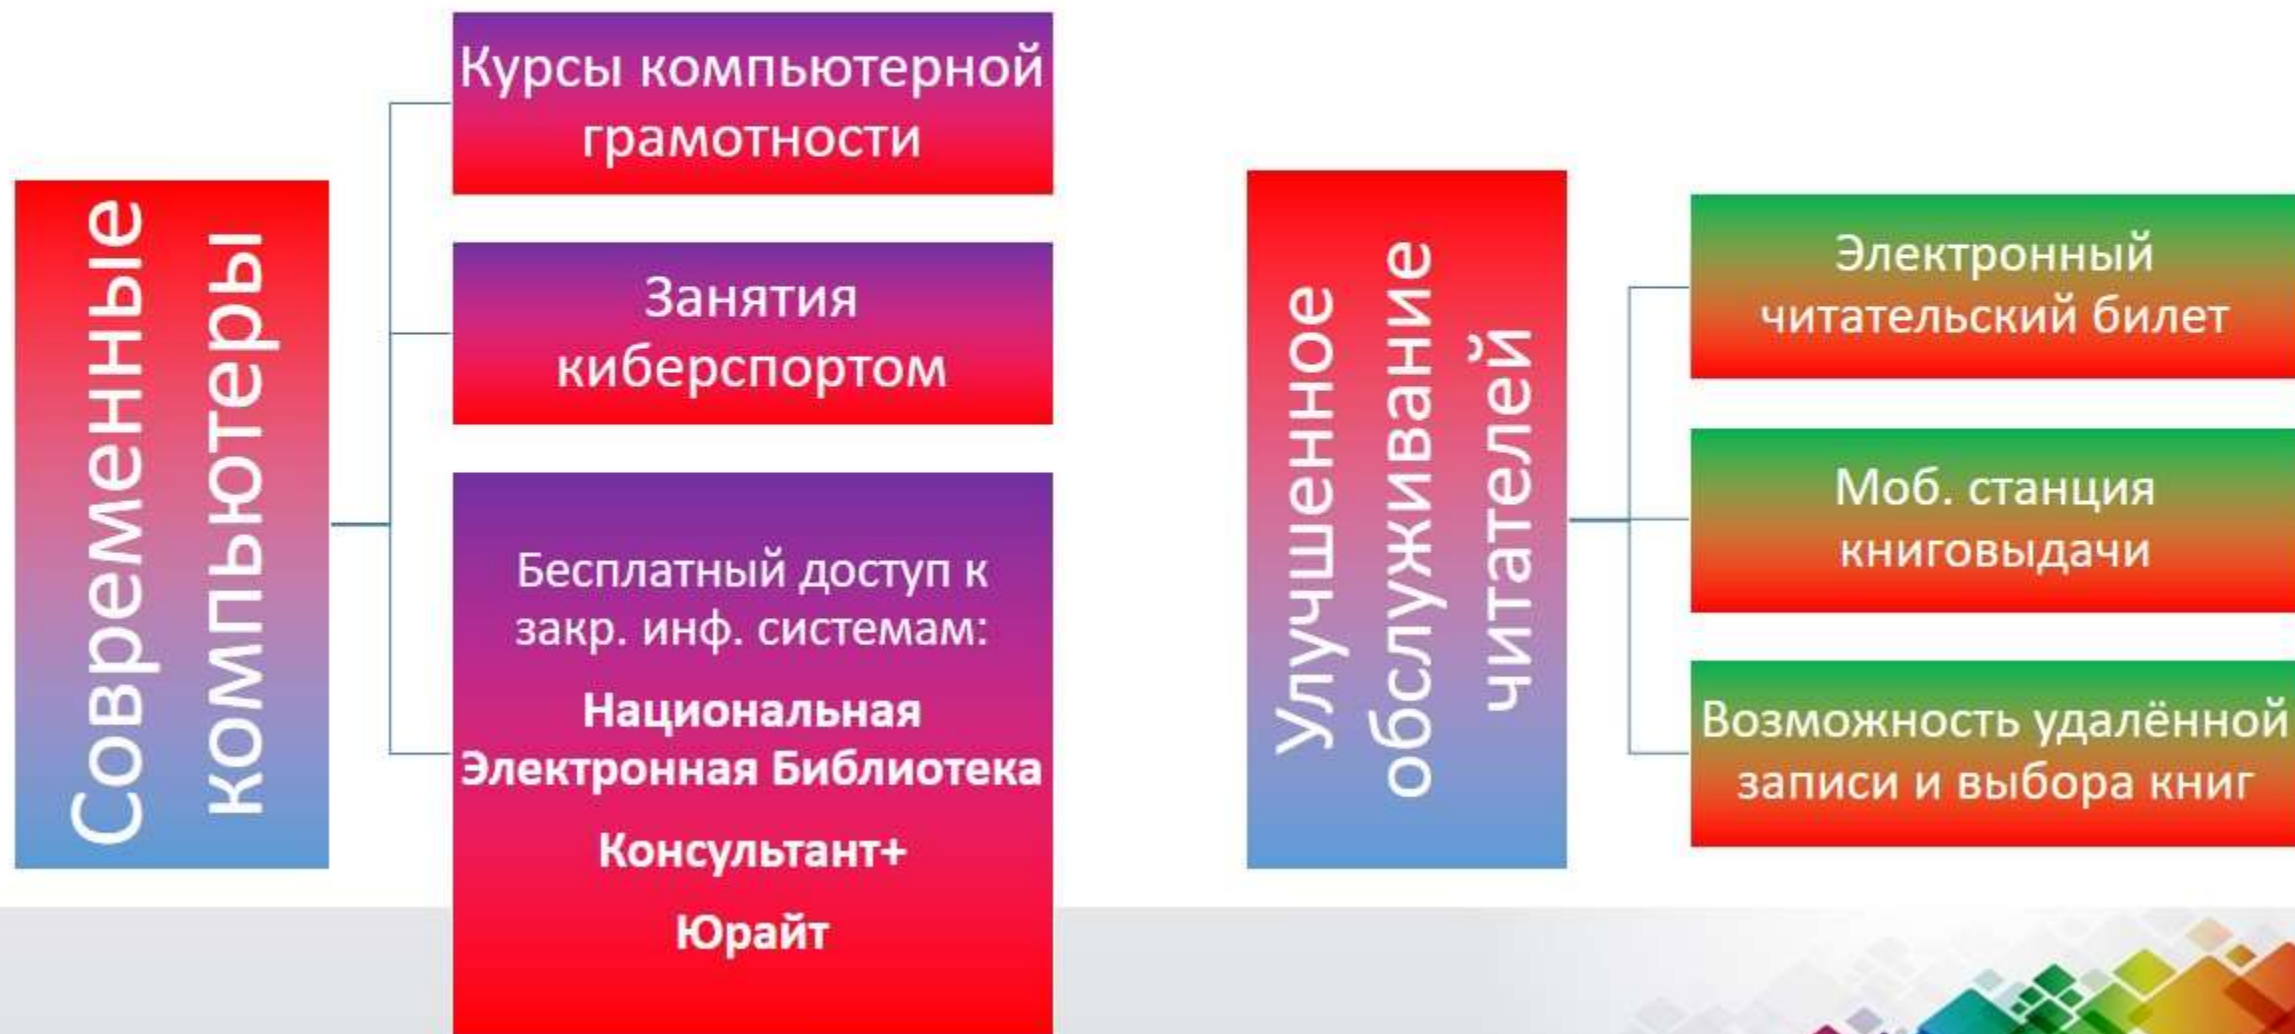 Современные
компьютеры
Курсы компьютерной
грамотности
Занятия
киберспортом
Бесплатный доступ к
закр. инф. системам:
Национальная
Электронная Библиотека
Консультант+
Юрайт
Улучшенное
обслуживание
читателей
Электронный
читательский билет
Моб. станция
книговыдачи
Возможность удалённой
записи и выбора книг